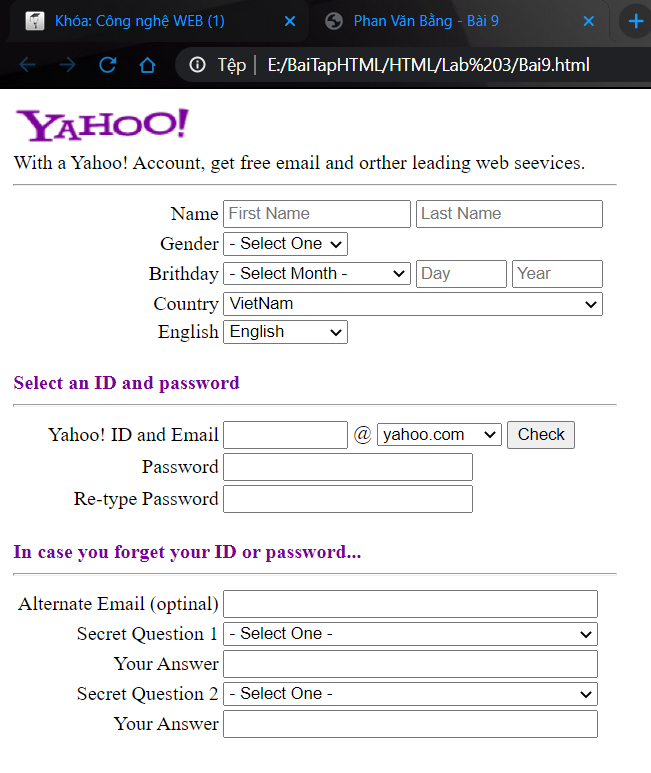 Khóa: Công nghệ WEB (1) × Phan Văn Bằng - Bài 9 × +
Tệp | E:/BaiTapHTML/HTML/Lab%203/Bai9.html
YAHOO!
With a Yahoo! Account, get free email and orther leading web seevices.
Name First Name Last Name
Gender - Select One
Brithday - Select Month - Day Year
Country VietNam
English English
Select an ID and password
Yahoo! ID and Email @ yahoo.com Check
Password
Re-type Password
In case you forget your ID or password...
Alternate Email (optinal)
Secret Question 1 - Select One -
Your Answer
Secret Question 2 - Select One -
Your Answer